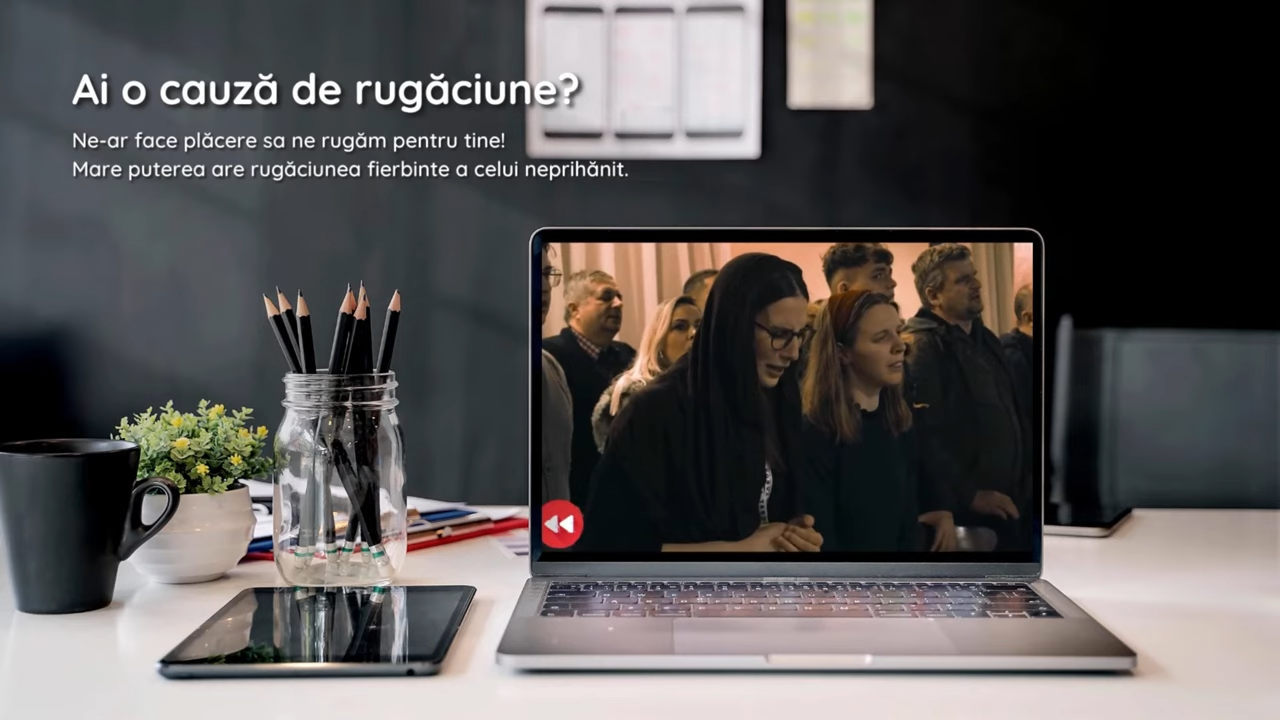 Ai o cauză de rugăciune?
Ne-ar face plăcere sa ne rugăm pentru tine!
Mare puterea are rugăciunea fierbinte a celui neprihănit.